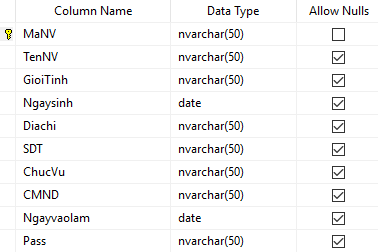 Column Name Data Type Allow Nulls
MaNV nvarchar(50)
TenNV nvarchar(50)
GioiTinh nvarchar(50)
Ngaysinh date
Diachi nvarchar(50)
SDT nvarchar(50)
ChucVu nvarchar(50)
CMND nvarchar(50)
Ngayvaolam date
Pass nvarchar(50)